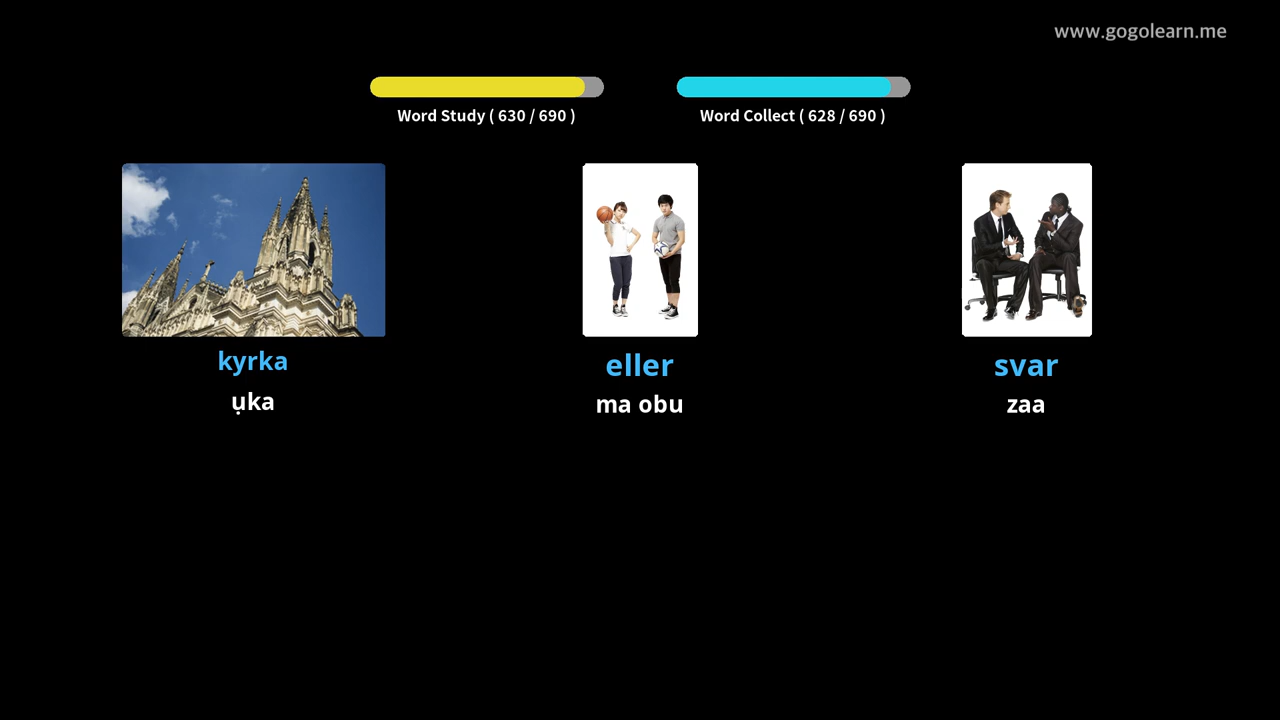 www.gogolearn.me
Word Study ( 630 / 690 )
Word Collect ( 628 / 690 )
kyrka
eller
svar
ụka
ma obu
zaa